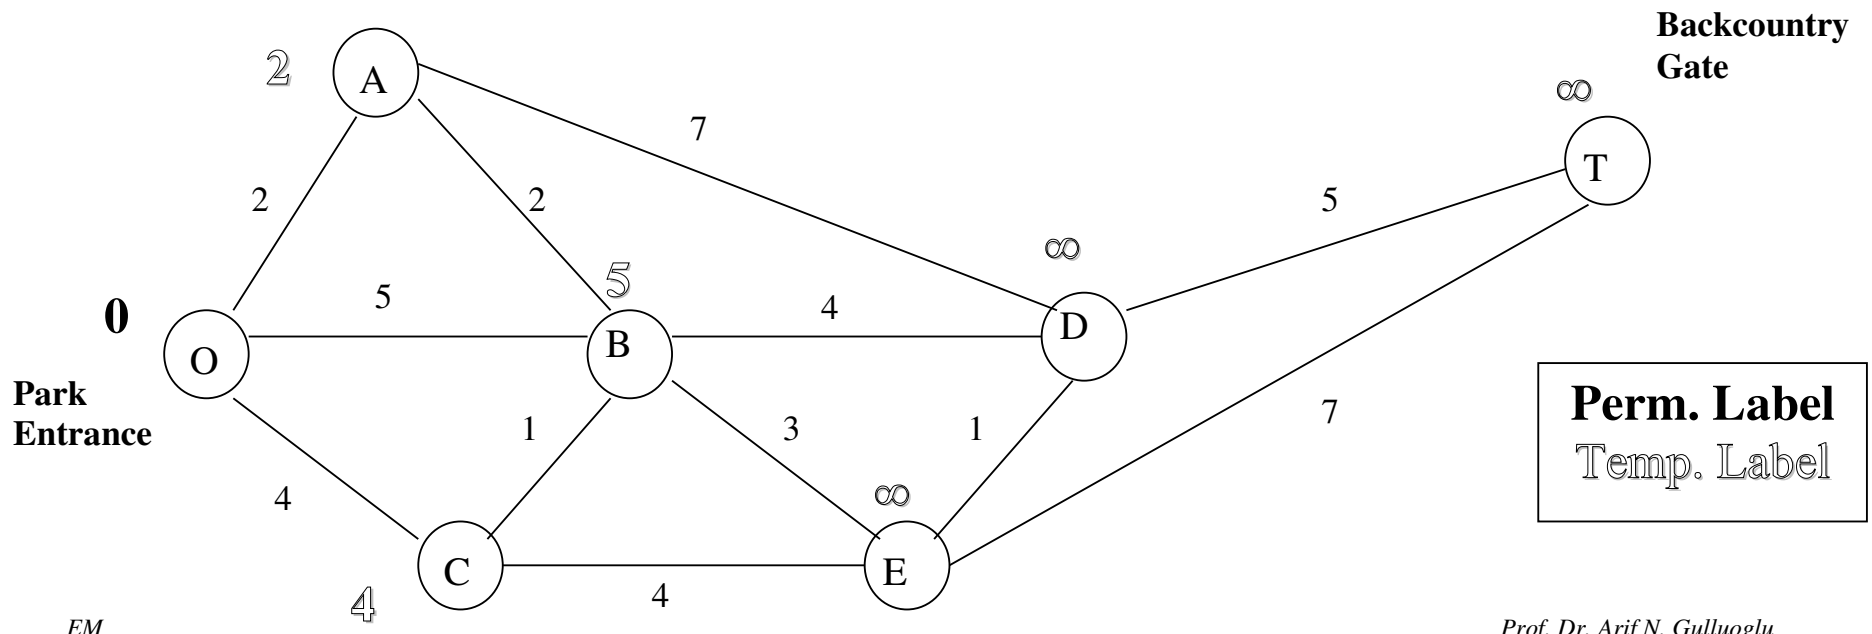 Backcountry
Gate
2
A
∞
7
T
2
2
5
∞
5
0
5
4
B
D
O
Park
Entrance
1
3
1
7
Perm. Label
Temp. Label
4
∞
C
E
4
4
EM
Prof. Dr. Arif N. Gulluoglu